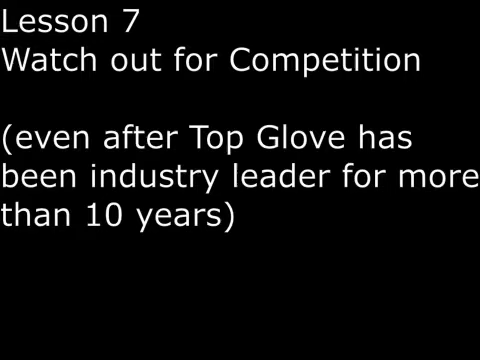 Lesson 7
Watch out for Competition
(even after Top Glove has
been industry leader for more
than 10 years)